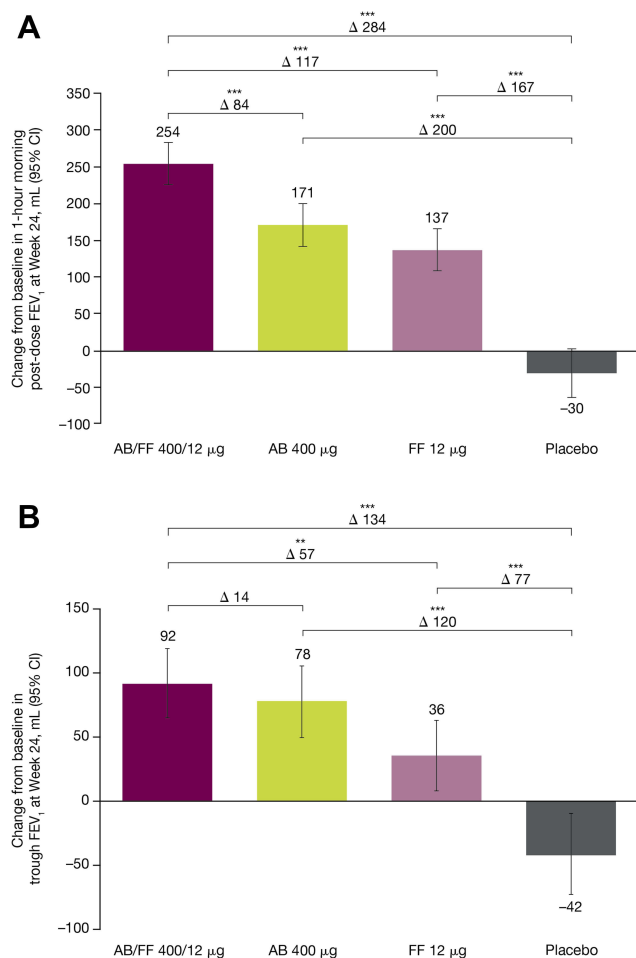 A
***
Δ 284
***
Δ 117
***
Δ 167
***
Δ 84
***
Δ 200
Change from baseline in 1-hour morning
post-dose FEV1 at Week 24, mL (95% CI)
350
300
250
200
150
100
50
0
−50
−100
254
171
137
−30
AB/FF 400/12 μg
AB 400 μg
FF 12 μg
Placebo
B
***
Δ 134
**
Δ 57
***
Δ 77
Δ 14
***
Δ 120
Change from baseline in
trough FEV1 at Week 24, mL (95% CI)
150
100
50
0
−50
−100
92
78
36
−42
AB/FF 400/12 μg
AB 400 μg
FF 12 μg
Placebo